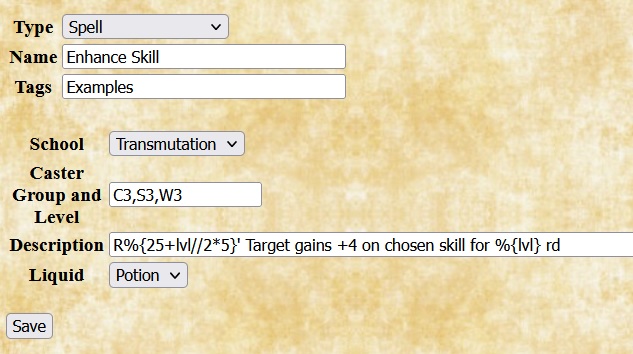 Type Spell
Name Enhance Skill
Tags Examples
School Transmutation
Caster
Group and C3,S3,W3
Level
Description R%{25+lvl//2*5}' Target gains +4 on chosen skill for %{lvl} rd
Liquid Potion
Save